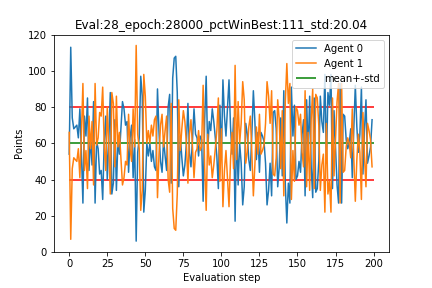 Eval:28_epoch:28000_pctWinBest:111_std:20.04
120
100
80
60
40
20
0
Points
0
25
50
75
100
125
150
175
200
Evaluation step
Agent 0
Agent 1
mean+-std